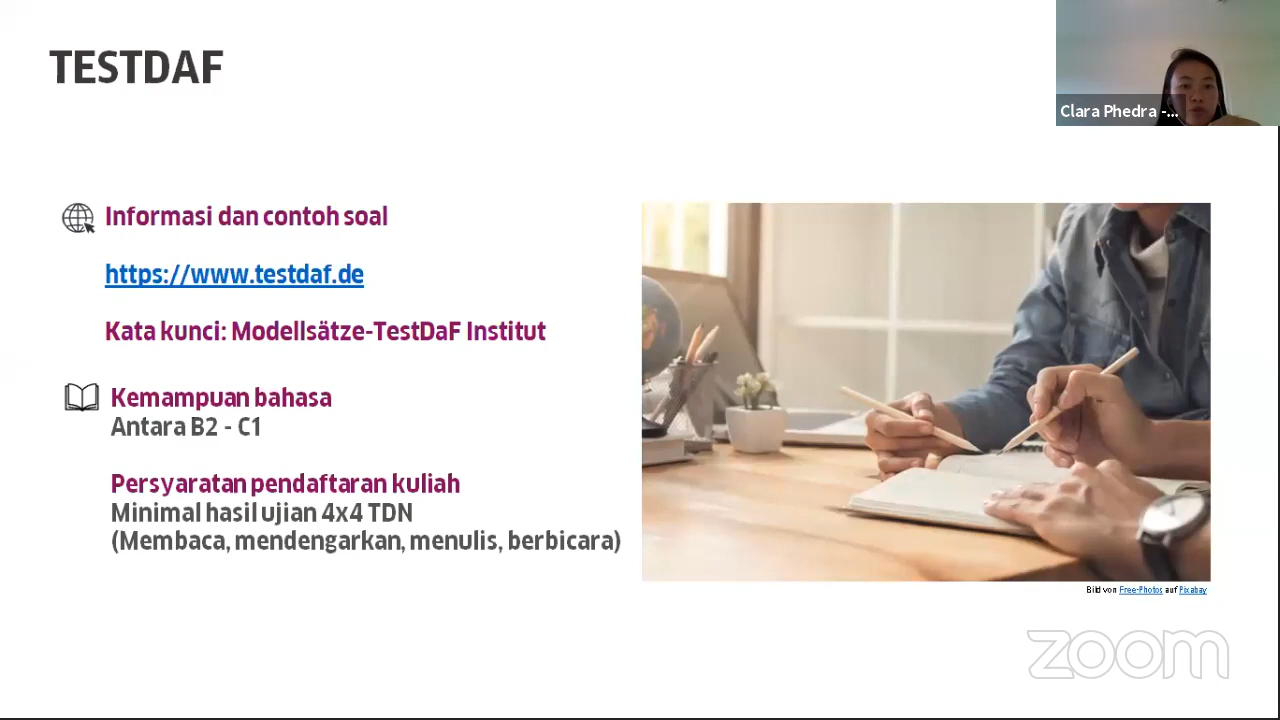 TESTDAF
Clara Phedra -...
Informasi dan contoh soal
https://www.testdaf.de
Kata kunci: Modellsätze-TestDaF Institut
Kemampuan bahasa
Antara B2 - C1
Persyaratan pendaftaran kuliah
Minimal hasil ujian 4x4 TDN
(Membaca, mendengarkan, menulis, berbicara)
Bild von Free-Photos auf Pixabay
zoom